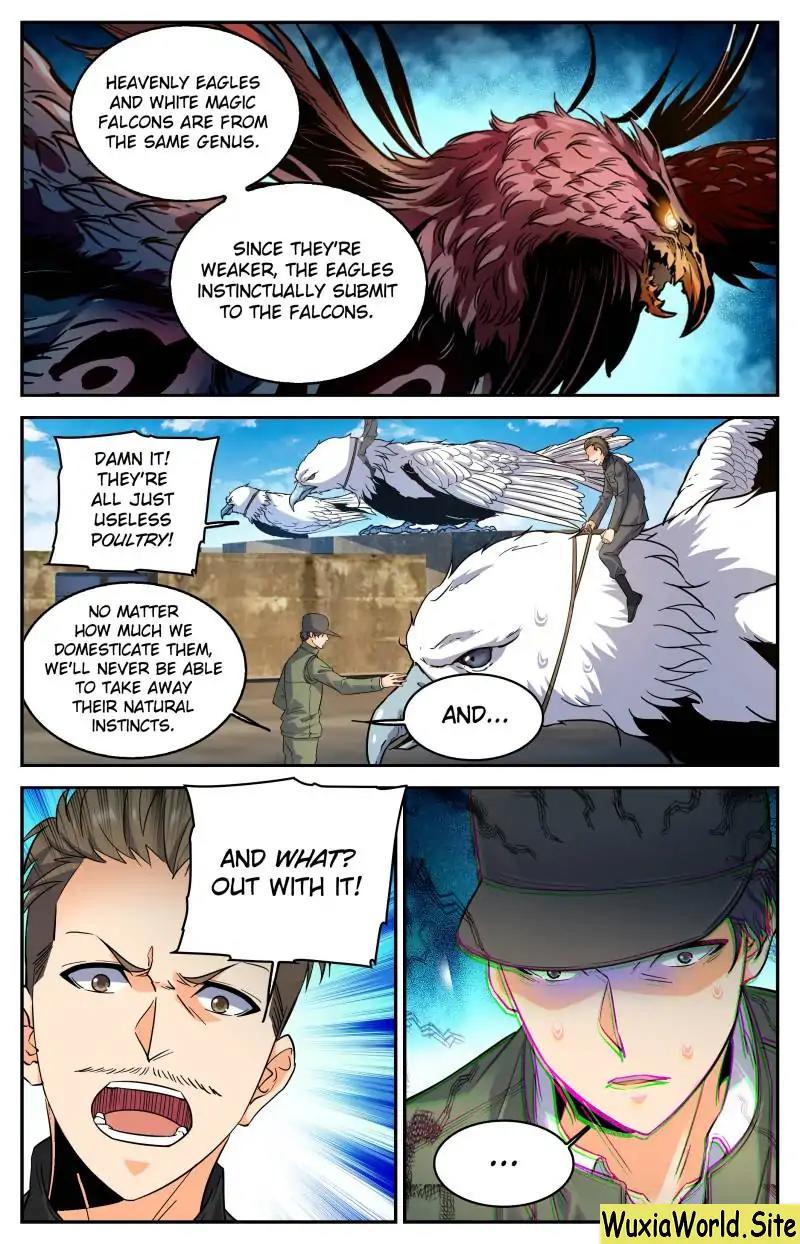 HEAVENLY EAGLES
AND WHITE MAGIC
FALCONS ARE FROM
THE SAME GENUS.
SINCE THEY'RE
WEAKER, THE EAGLES
INSTINCTUALLY SUBMIT
TO THE FALCONS.
DAMN IT!
THEY'RE
ALL JUST
USELESS
POULTRY!
NO MATTER
HOW MUCH WE
DOMESTICATE THEM,
WE'LL NEVER BE ABLE
TO TAKE AWAY
THEIR NATURAL
INSTINCTS.
AND...
AND WHAT?
OUT WITH IT!
...
WuxiaWorld.Site